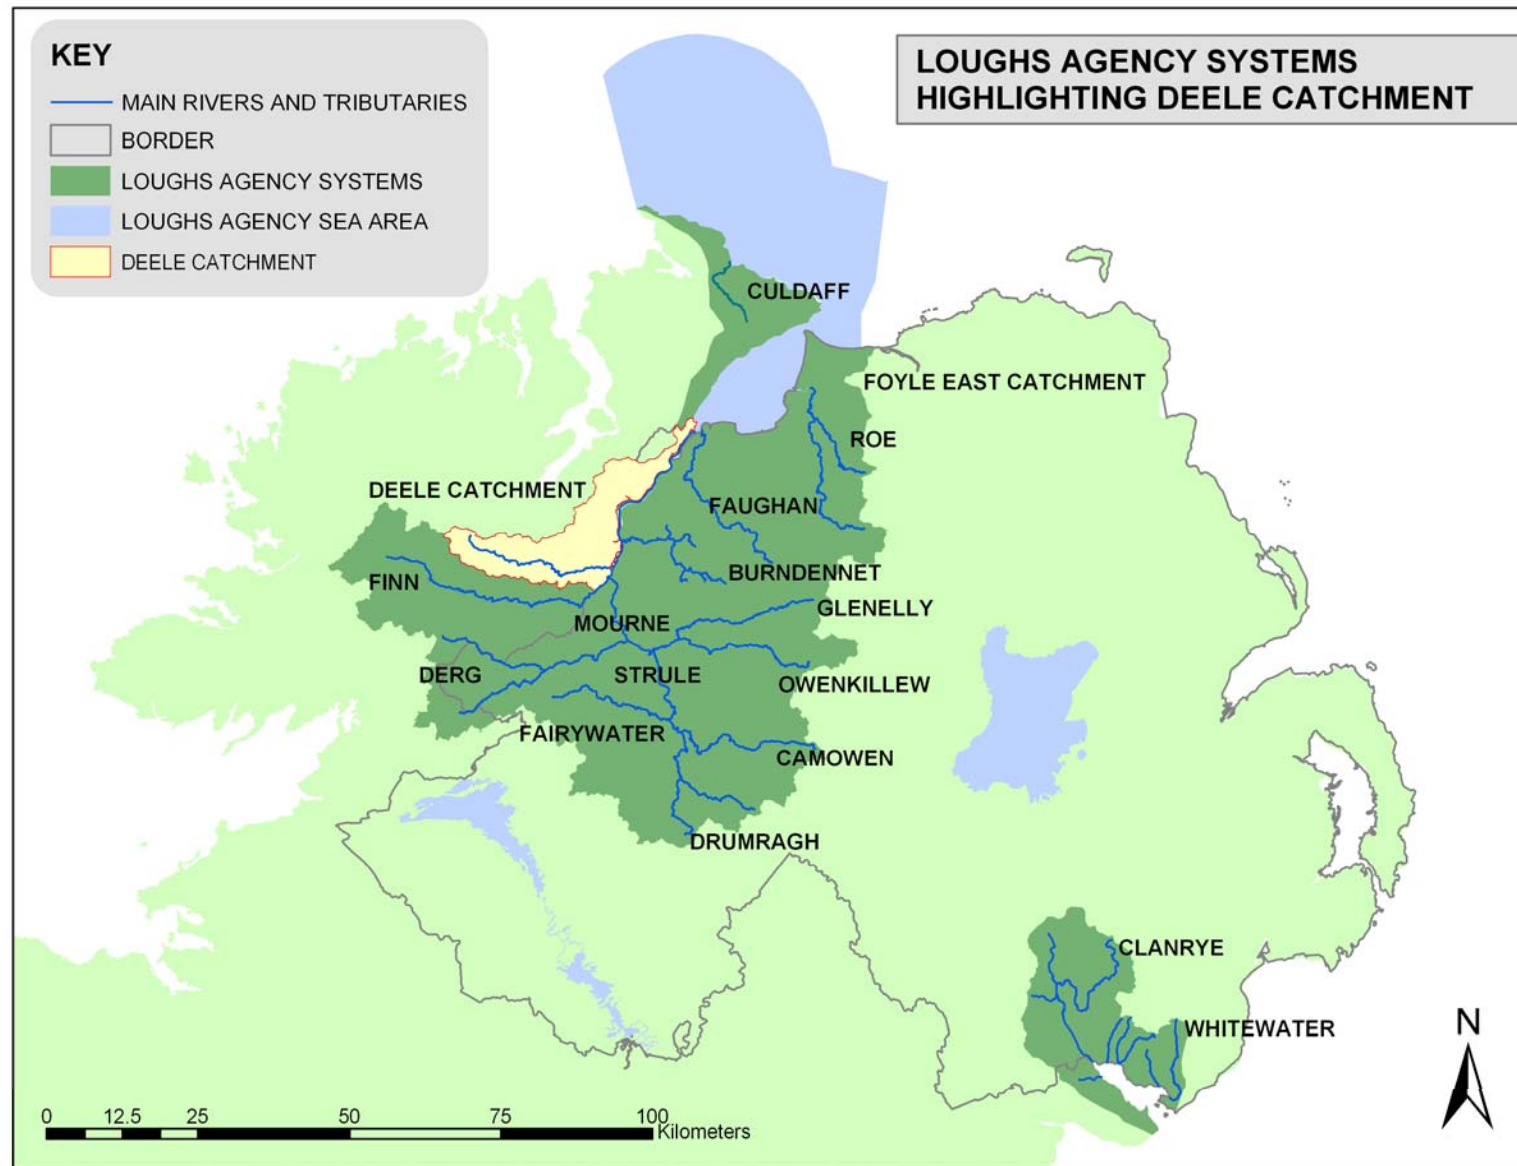 KEY
MAIN RIVERS AND TRIBUTARIES
BORDER
LOUGHS AGENCY SYSTEMS
LOUGHS AGENCY SEA AREA
DEELE CATCHMENT
LOUGHS AGENCY SYSTEMS
HIGHLIGHTING DEELE CATCHMENT
CULDAFF
FOYLE EAST CATCHMENT
ROE
DEELE CATCHMENT
FAUGHAN
FINN
BURNDENNET
GLENELLY
MOURNE
DERG
STRULE
OWENKILLEW
FAIRYWATER
CAMOWEN
DRUMRAGH
CLANRYE
WHITEWATER
N
0 12.5 25 50 75 100
Kilometers